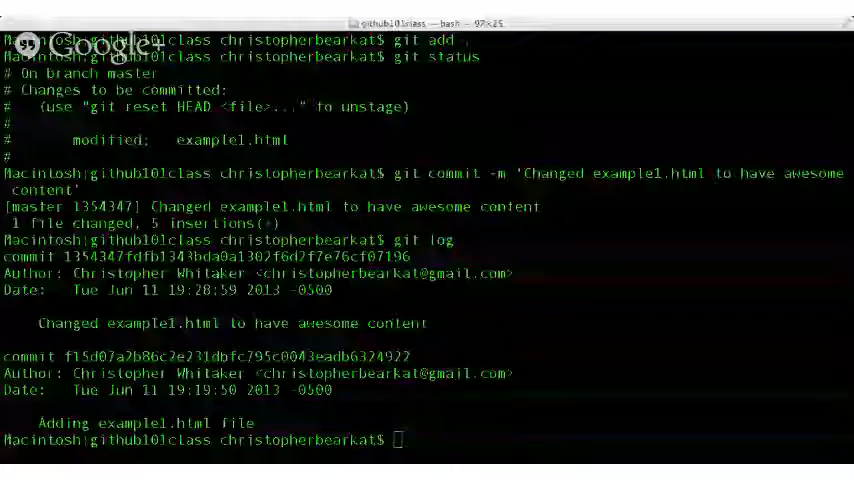 github101class — bash — 97×25
Google+
Macintosh:github101class christopherbearkat$ git add .
Macintosh:github101class christopherbearkat$ git status
# On branch master
# Changes to be committed:
#   (use "git reset HEAD <file>..." to unstage)
#
#       modified:   example1.html
#
Macintosh:github101class christopherbearkat$ git commit -m 'Changed example1.html to have awesome
content'
[master 1354347] Changed example1.html to have awesome content
1 file changed, 5 insertions(+)
Macintosh:github101class christopherbearkat$ git log
commit 1354347fdfb1343bda0a1302f6d2f7e76cf07196
Author: Christopher Whitaker <christopherbearkat@gmail.com>
Date:   Tue Jun 11 19:28:59 2013 -0500
Changed example1.html to have awesome content
commit f15d07a2b86c2e231dbfc795c0043eadb6324922
Author: Christopher Whitaker <christopherbearkat@gmail.com>
Date:   Tue Jun 11 19:19:50 2013 -0500
Adding example1.html file
Macintosh:github101class christopherbearkat$